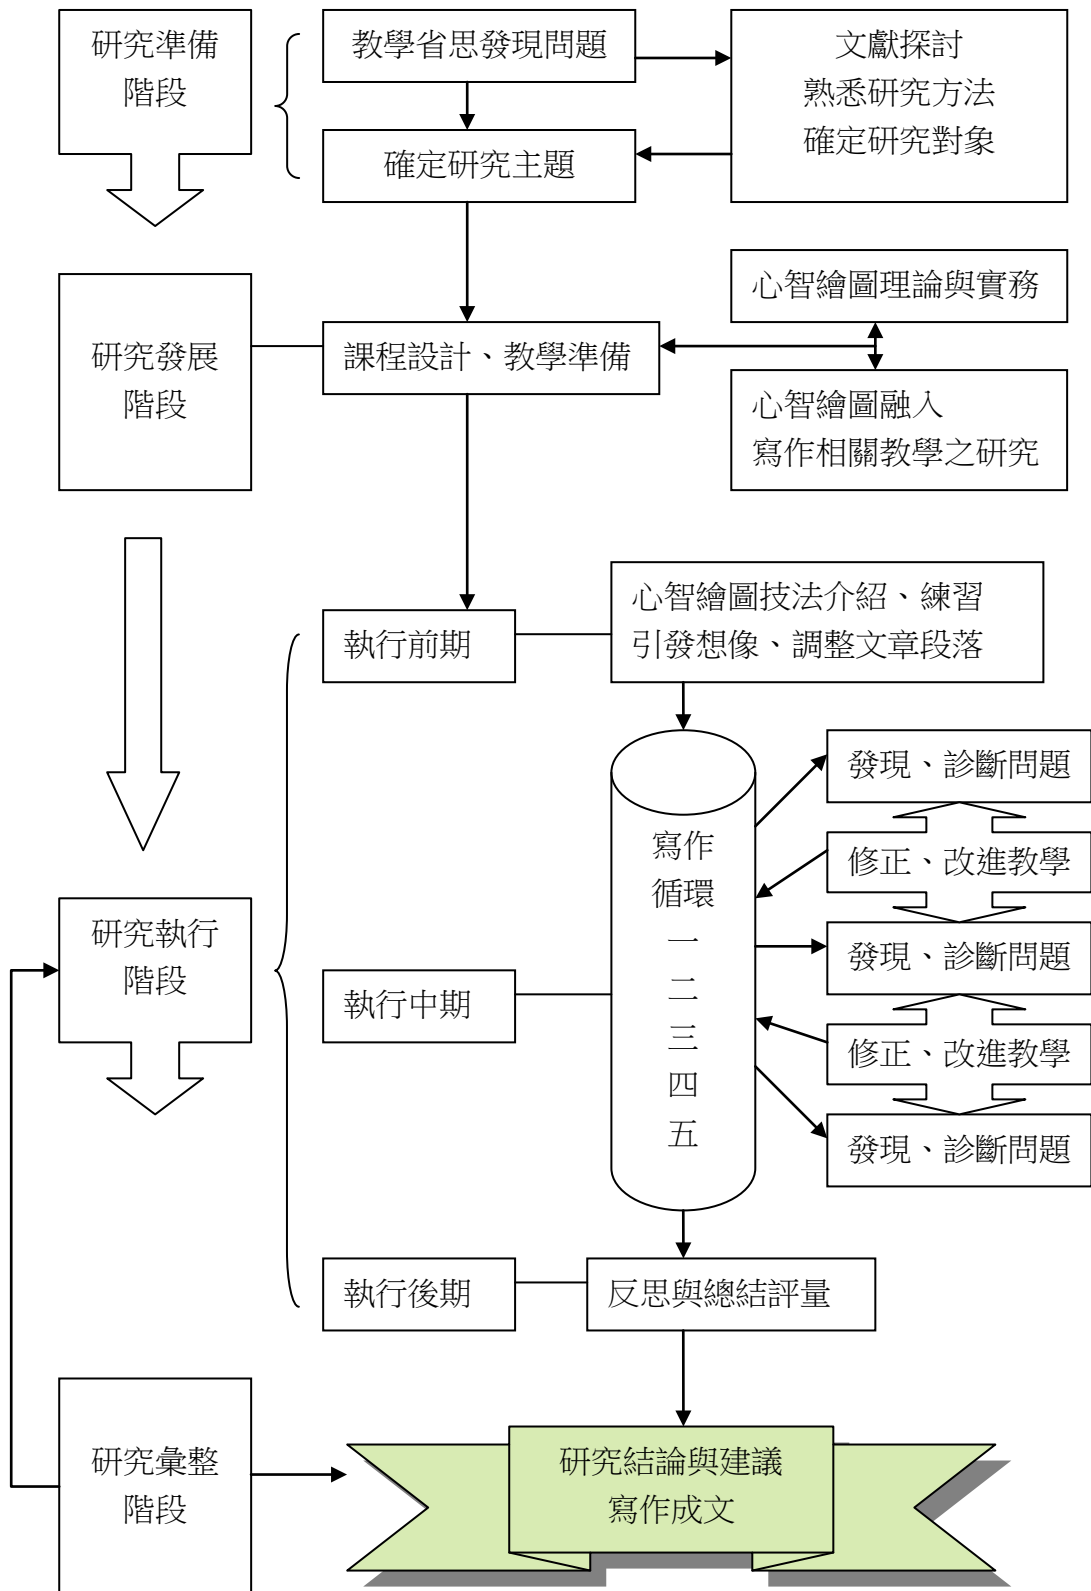 研究準備
階段
教學省思發現問題
確定研究主題
文獻探討
熟悉研究方法
確定研究對象
研究發展
階段
課程設計、教學準備
心智繪圖理論與實務
心智繪圖融入
寫作相關教學之研究
執行前期
心智繪圖技法介紹、練習
引發想像、調整文章段落
研究執行
階段
執行中期
寫作
循環
一
二
三
四
五
發現、診斷問題
修正、改進教學
發現、診斷問題
修正、改進教學
發現、診斷問題
執行後期
反思與總結評量
研究彙整
階段
研究結論與建議
寫作成文